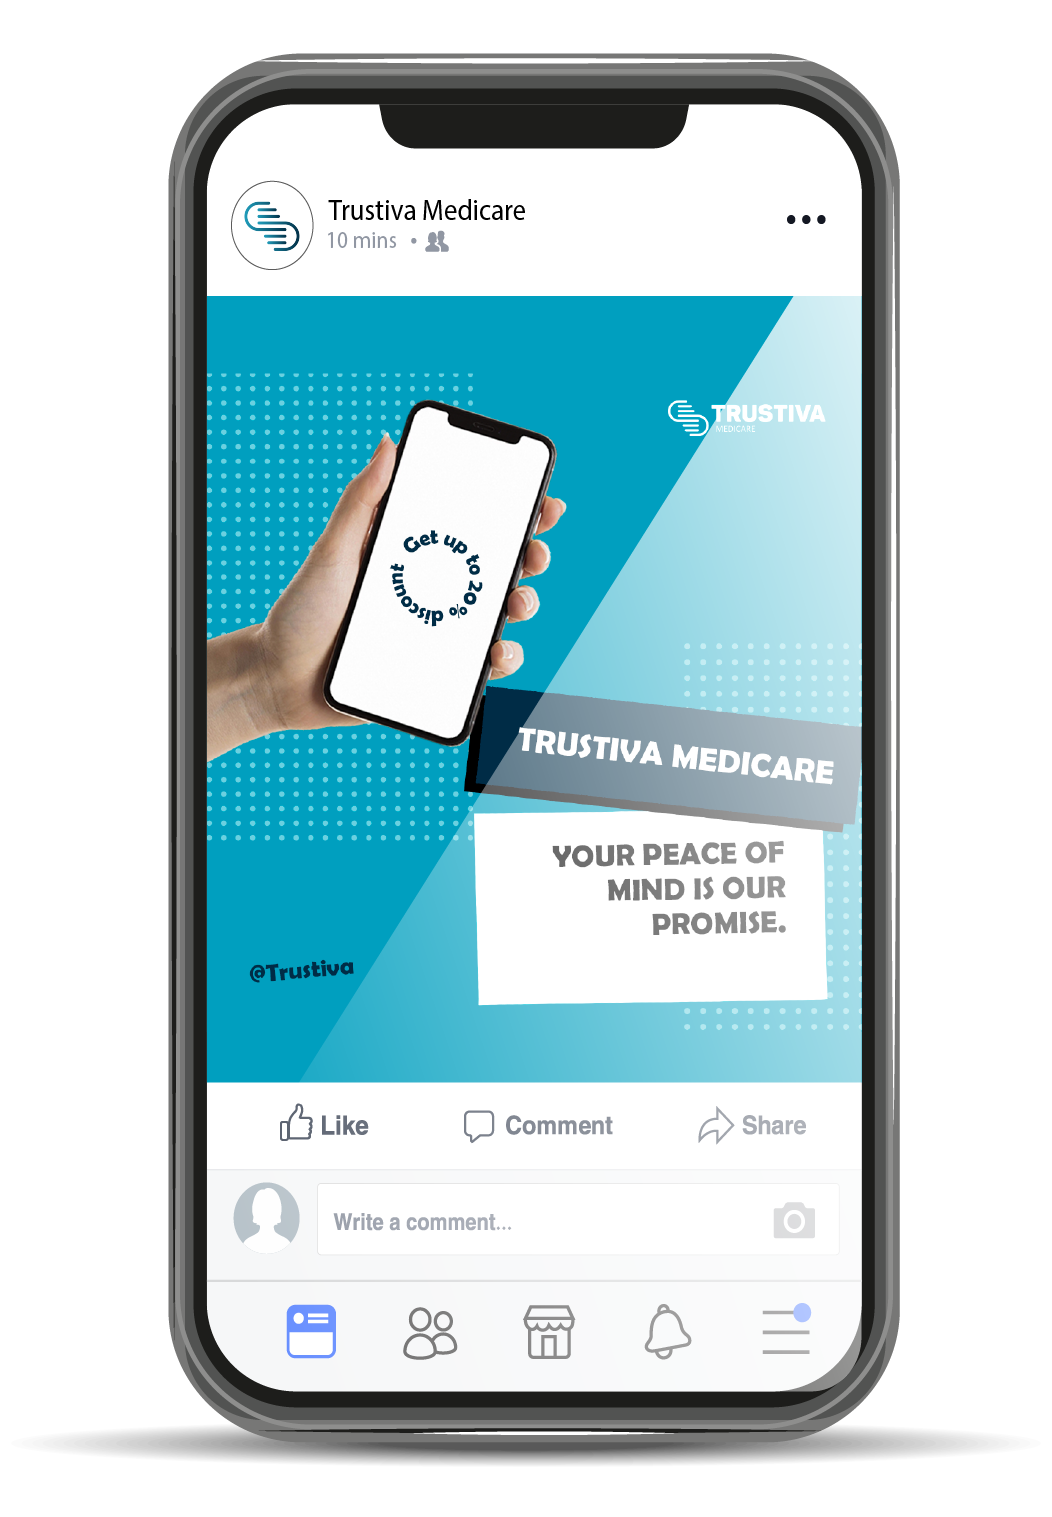 Trustiva Medicare
10 mins
TRUSTIVA
MEDICARE
Get up to 20% discount
TRUSTIVA MEDICARE
YOUR PEACE OF
MIND IS OUR
PROMISE.
@Trustiva
Like
Comment
Share
Write a comment...